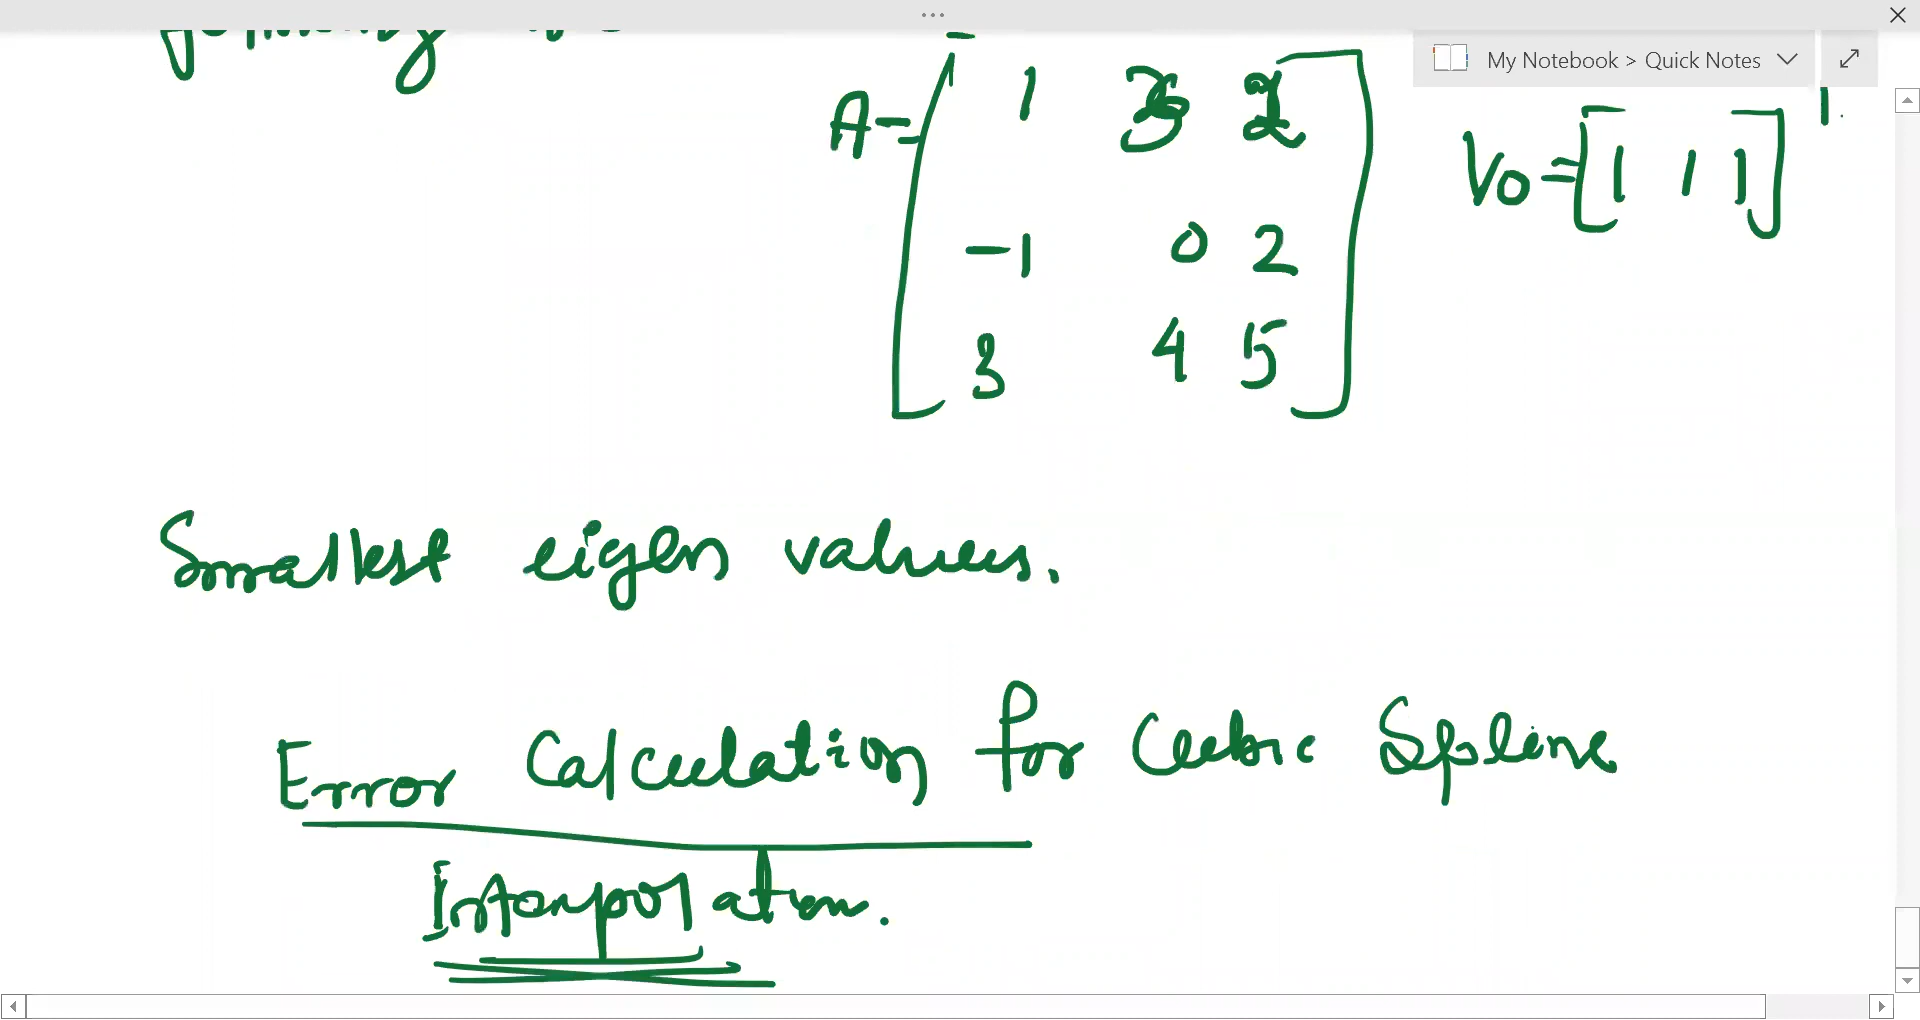 My Notebook > Quick Notes
A = 1 2
V0 = [1 1 1]
-1 0 2
3 4 5
Smallest eigen values.
Error Calculation for Cubic Spline
Interpolation.